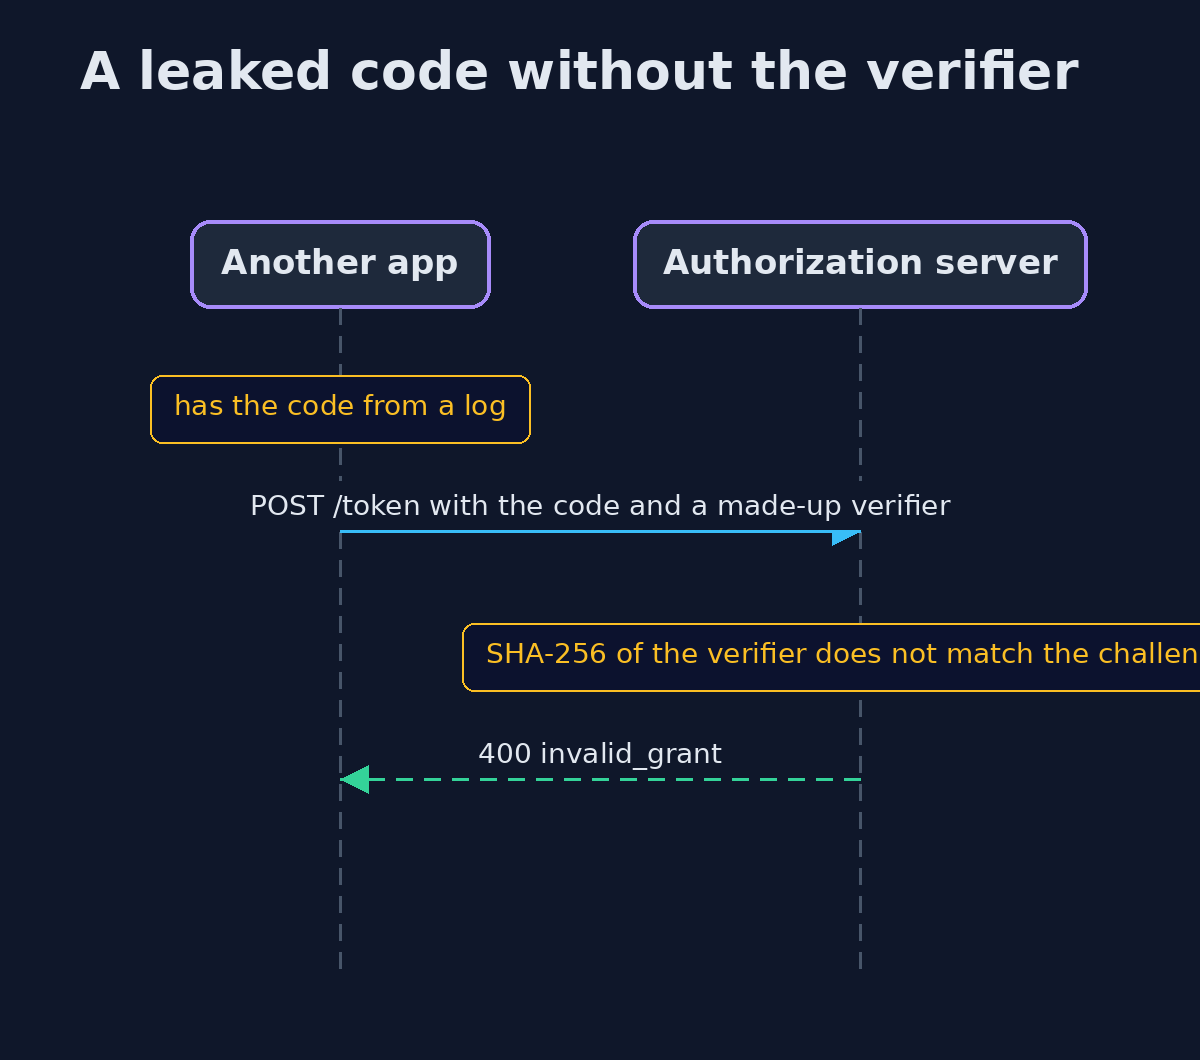 A leaked code without the verifier
Another app
Authorization server
has the code from a log
POST /token with the code and a made-up verifier
SHA-256 of the verifier does not match the
400 invalid_grant